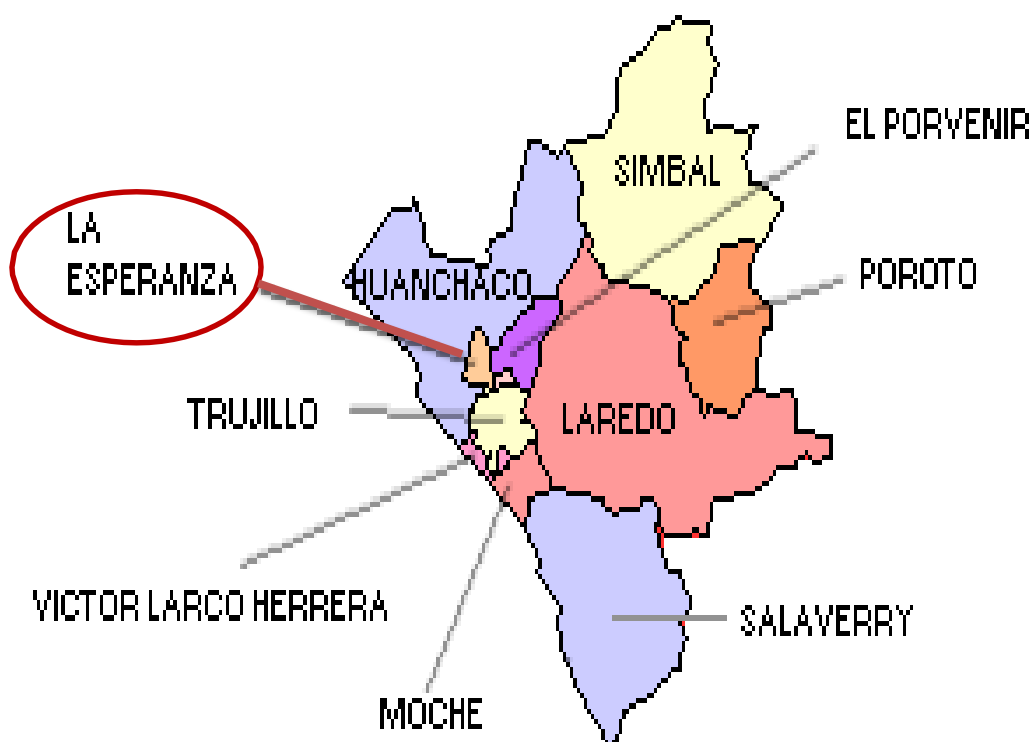 EL PORVENIR
SIMBAL
LA
ESPERANZA
HUANCHACO
POROTO
TRUJILLO
LAREDO
VICTOR LARCO HERRERA
SALAVERRY
MOCHE